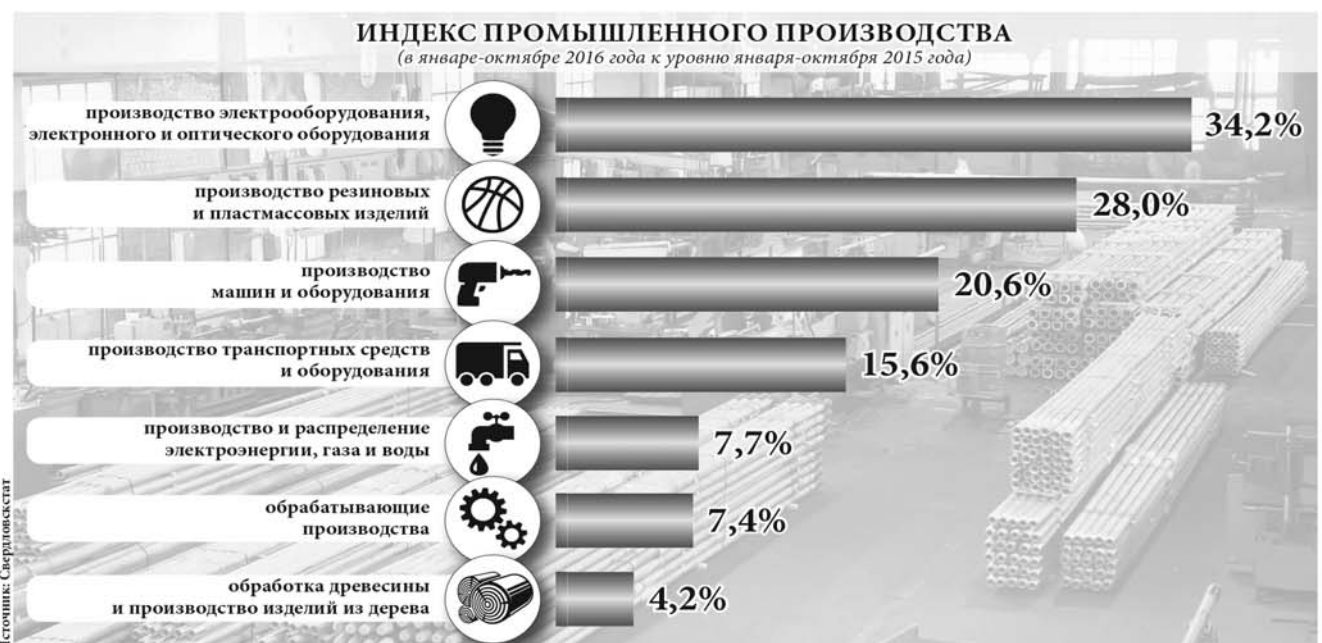 ИНДЕКС ПРОМЫШЛЕННОГО ПРОИЗВОДСТВА
(в январе-октябре 2016 года к уровню января-октября 2015 года)
производство электрооборудования,
электронного и оптического оборудования
34,2%
производство резиновых
и пластмассовых изделий
28,0%
производство
машин и оборудования
20,6%
производство транспортных средств
и оборудования
15,6%
производство и распределение
электроэнергии, газа и воды
7,7%
обрабатывающие
производства
7,4%
обработка древесины
и производство изделий из дерева
4,2%
Источник: Свердловскстат